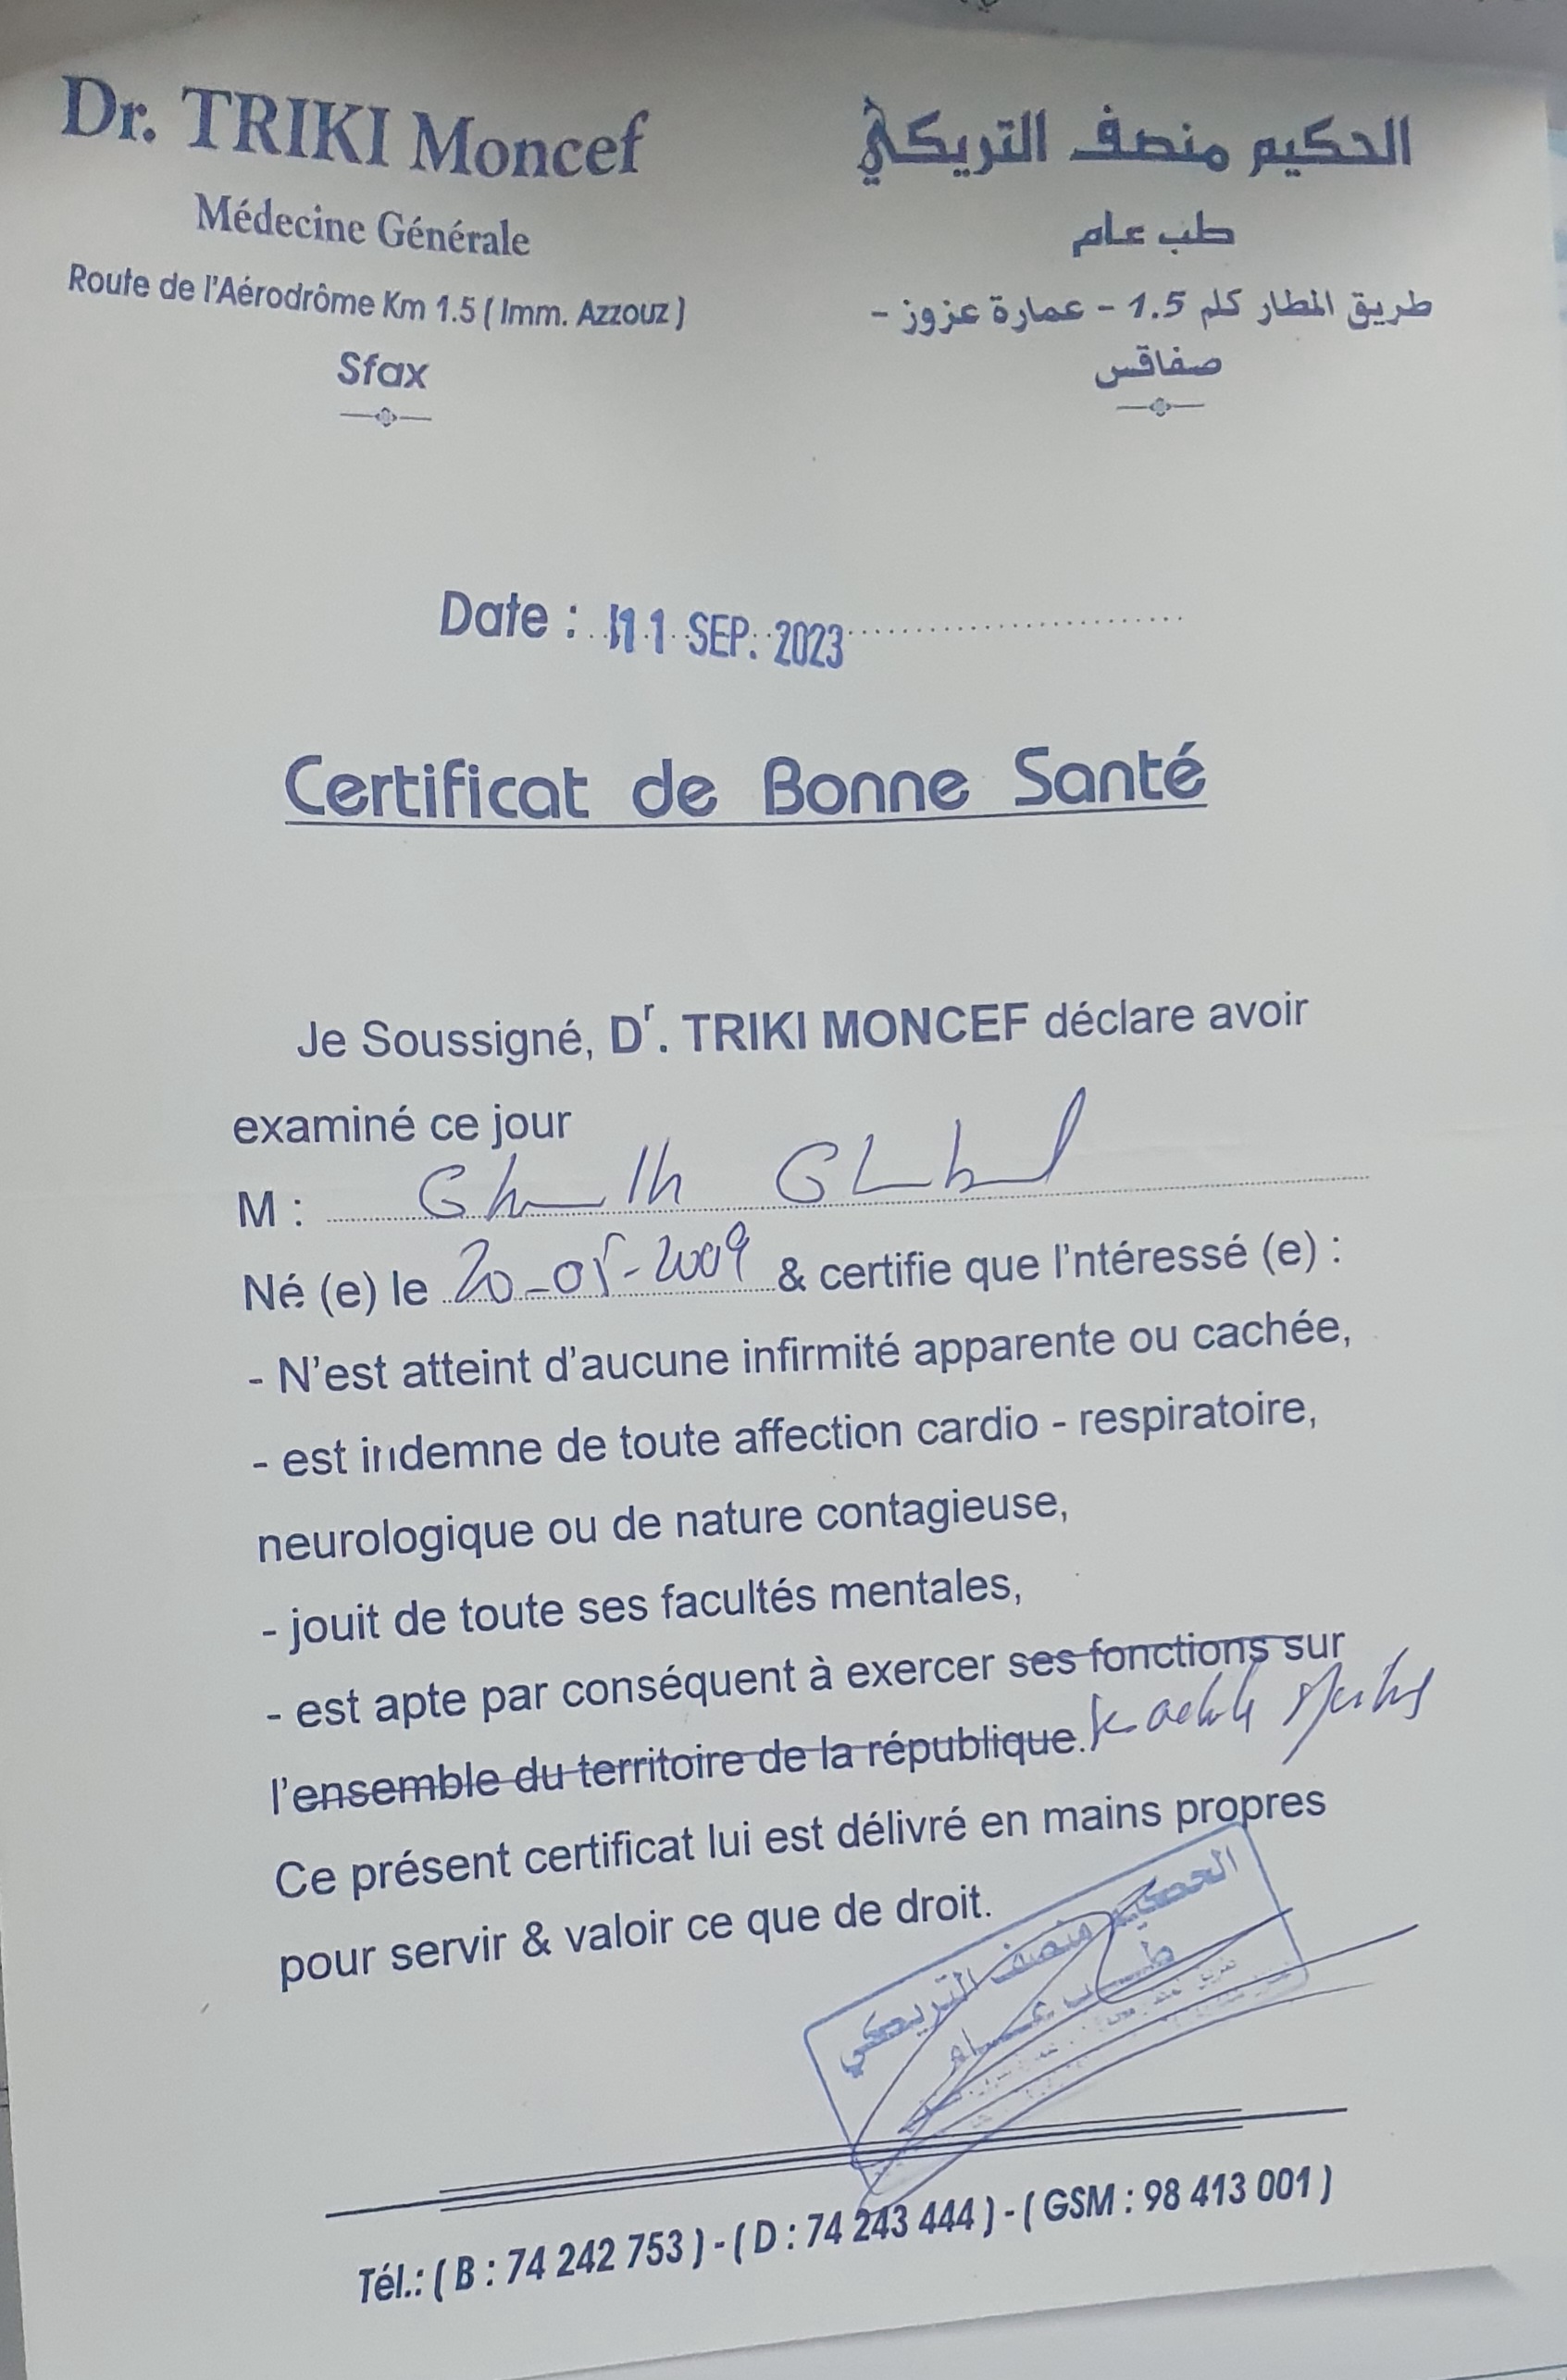 Dr. TRIKI Moncef
Médecine Générale
Route de l'Aérodrôme Km 1.5 ( Imm. Azzouz )
Sfax
الحكيم منصف التريكي
طب عام
طريق المطار كلم 1.5 - عمارة عزوز -
صفاقس
Date : 11 SEP. 2023
Certificat de Bonne Santé
Je Soussigné, Dr. TRIKI MONCEF déclare avoir
examiné ce jour
M :
Né (e) le 20-05-2009 & certifie que l'ntéressé (e) :
- N'est atteint d'aucune infirmité apparente ou cachée,
- est indemne de toute affection cardio - respiratoire,
neurologique ou de nature contagieuse,
- jouit de toute ses facultés mentales,
- est apte par conséquent à exercer ses fonctions sur
l'ensemble du territoire de la république.
Ce présent certificat lui est délivré en mains propres
pour servir & valoir ce que de droit.
الحكيم منصف التريكي
طب عام
Tél.: ( B : 74 242 753 ) - ( D : 74 243 444 ) - ( GSM : 98 413 001 )